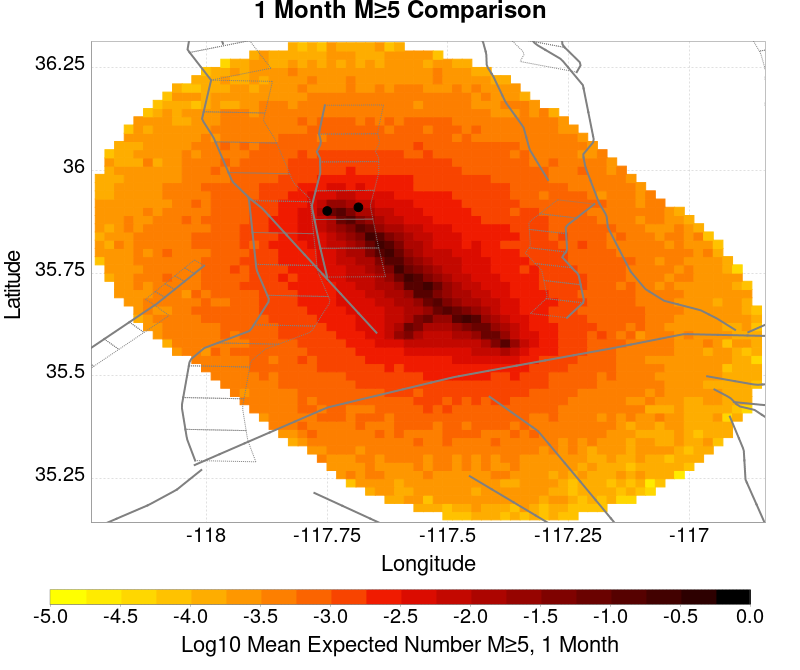 1 Month M≥5 Comparison
36.25
36
35.75
35.5
35.25
Latitude
-118 -117.75 -117.5 -117.25 -117
Longitude
-5.0 -4.5 -4.0 -3.5 -3.0 -2.5 -2.0 -1.5 -1.0 -0.5 0.0
Log10 Mean Expected Number M≥5, 1 Month